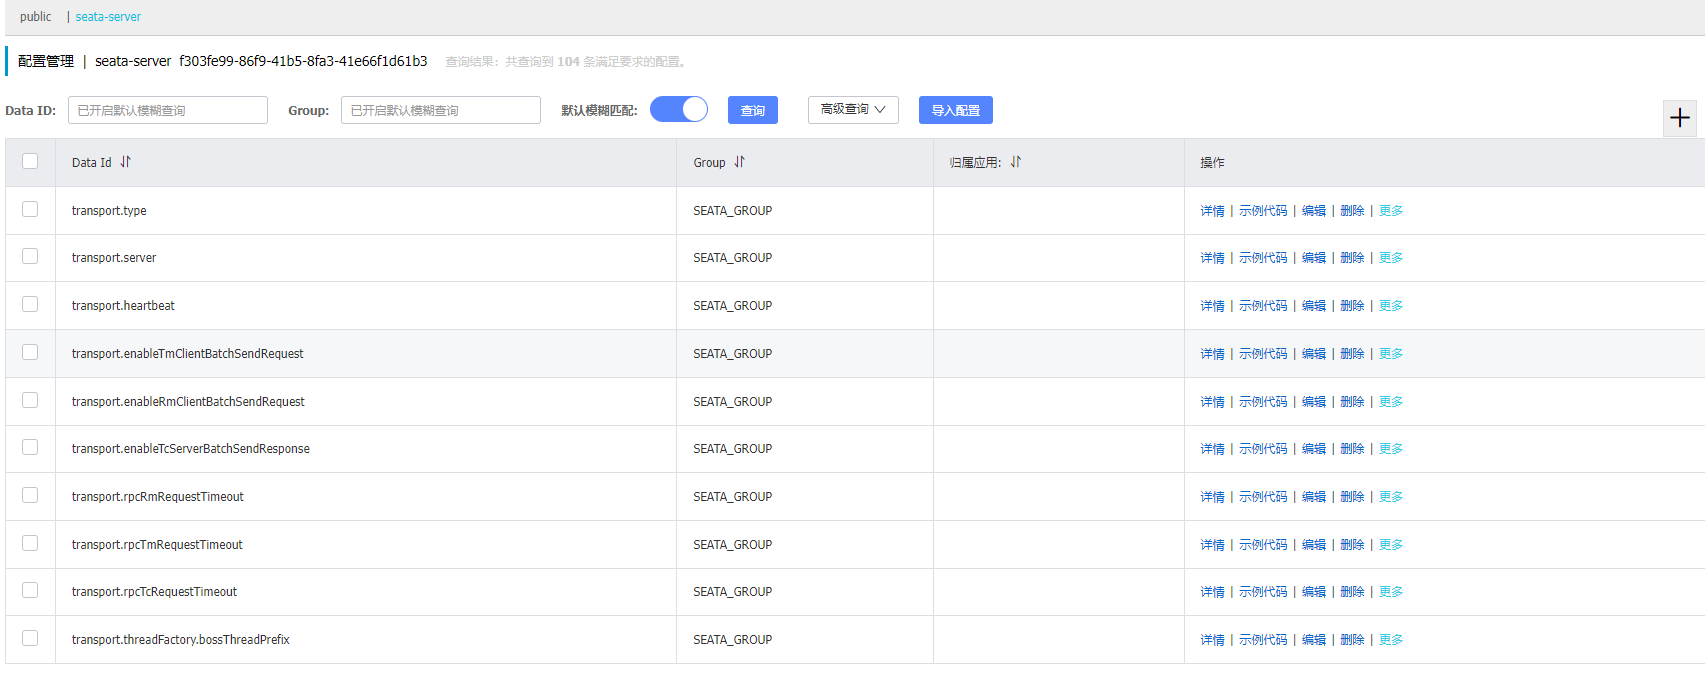 public | seata-server
配置管理 | seata-server f303fe99-86f9-41b5-8fa3-41e66f1d61b3 查询结果：共查询到 104 条满足要求的配置。
Data ID: 已开启默认模糊查询 Group: 已开启默认模糊查询 默认模糊匹配: 查询 高级查询 导入配置
Data Id Group 归属应用: 操作
transport.type SEATA_GROUP 详情 | 示例代码 | 编辑 | 删除 | 更多
transport.server SEATA_GROUP 详情 | 示例代码 | 编辑 | 删除 | 更多
transport.heartbeat SEATA_GROUP 详情 | 示例代码 | 编辑 | 删除 | 更多
transport.enableTmClientBatchSendRequest SEATA_GROUP 详情 | 示例代码 | 编辑 | 删除 | 更多
transport.enableRmClientBatchSendRequest SEATA_GROUP 详情 | 示例代码 | 编辑 | 删除 | 更多
transport.enableTcServerBatchSendResponse SEATA_GROUP 详情 | 示例代码 | 编辑 | 删除 | 更多
transport.rpcRmRequestTimeout SEATA_GROUP 详情 | 示例代码 | 编辑 | 删除 | 更多
transport.rpcTmRequestTimeout SEATA_GROUP 详情 | 示例代码 | 编辑 | 删除 | 更多
transport.rpcTcRequestTimeout SEATA_GROUP 详情 | 示例代码 | 编辑 | 删除 | 更多
transport.threadFactory.bossThreadPrefix SEATA_GROUP 详情 | 示例代码 | 编辑 | 删除 | 更多